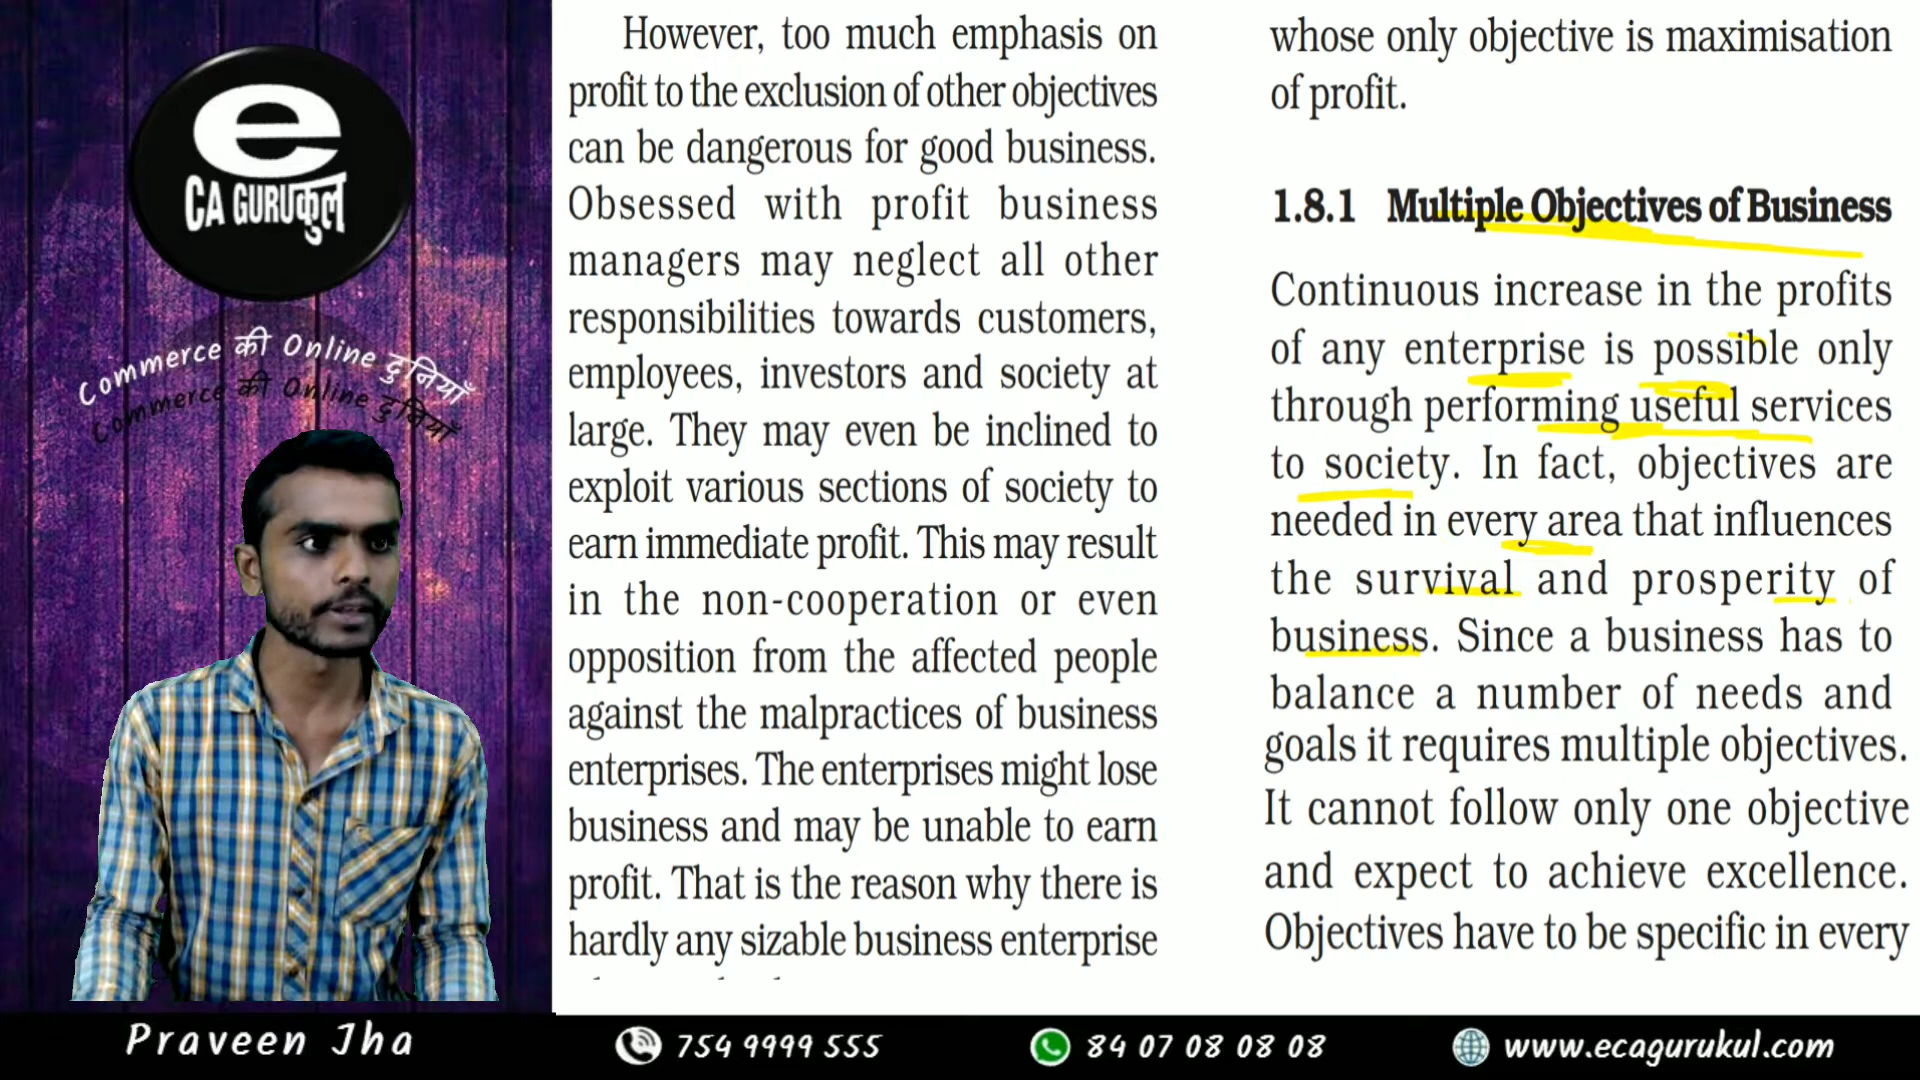 e
CA GURUकुल
Commerce की Online दुनियाँ
Commerce की Online दुनियाँ
However, too much emphasis on
profit to the exclusion of other objectives
can be dangerous for good business.
Obsessed with profit business
managers may neglect all other
responsibilities towards customers,
employees, investors and society at
large. They may even be inclined to
exploit various sections of society to
earn immediate profit. This may result
in the non-cooperation or even
opposition from the affected people
against the malpractices of business
enterprises. The enterprises might lose
business and may be unable to earn
profit. That is the reason why there is
hardly any sizable business enterprise
whose only objective is maximisation
of profit.
1.8.1 Multiple Objectives of Business
Continuous increase in the profits
of any enterprise is possible only
through performing useful services
to society. In fact, objectives are
needed in every area that influences
the survival and prosperity of
business. Since a business has to
balance a number of needs and
goals it requires multiple objectives.
It cannot follow only one objective
and expect to achieve excellence.
Objectives have to be specific in every
Praveen Jha
754 9999 555
84 07 08 08 08
www.ecagurukul.com